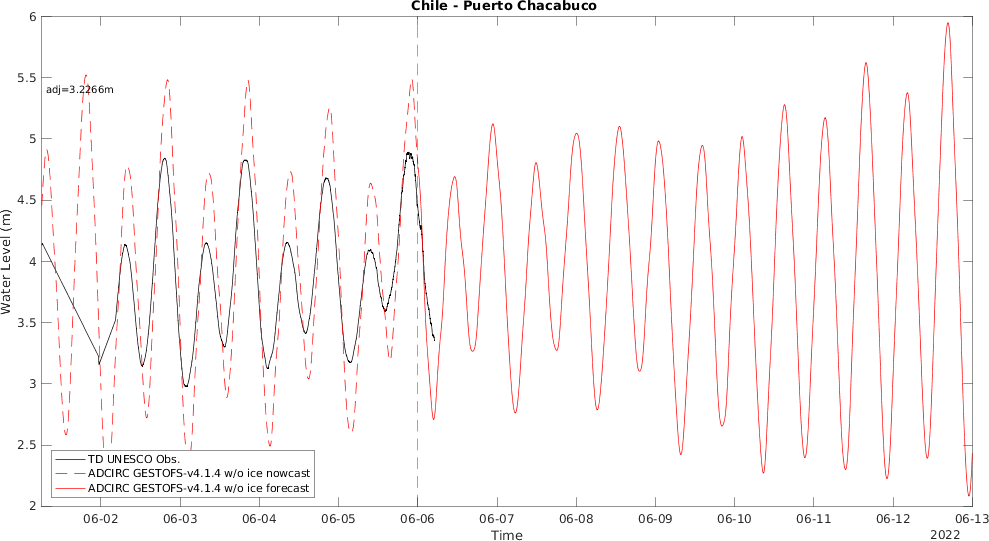 Chile - Puerto Chacabuco
6
5.5
adj=3.2266m
5
4.5
4
3.5
3
2.5
2
Water Level (m)
TD UNESCO Obs.
ADCIRC GESTOFS-v4.1.4 w/o ice nowcast
ADCIRC GESTOFS-v4.1.4 w/o ice forecast
06-02 06-03 06-04 06-05 06-06 06-07 06-08 06-09 06-10 06-11 06-12 06-13
Time
2022